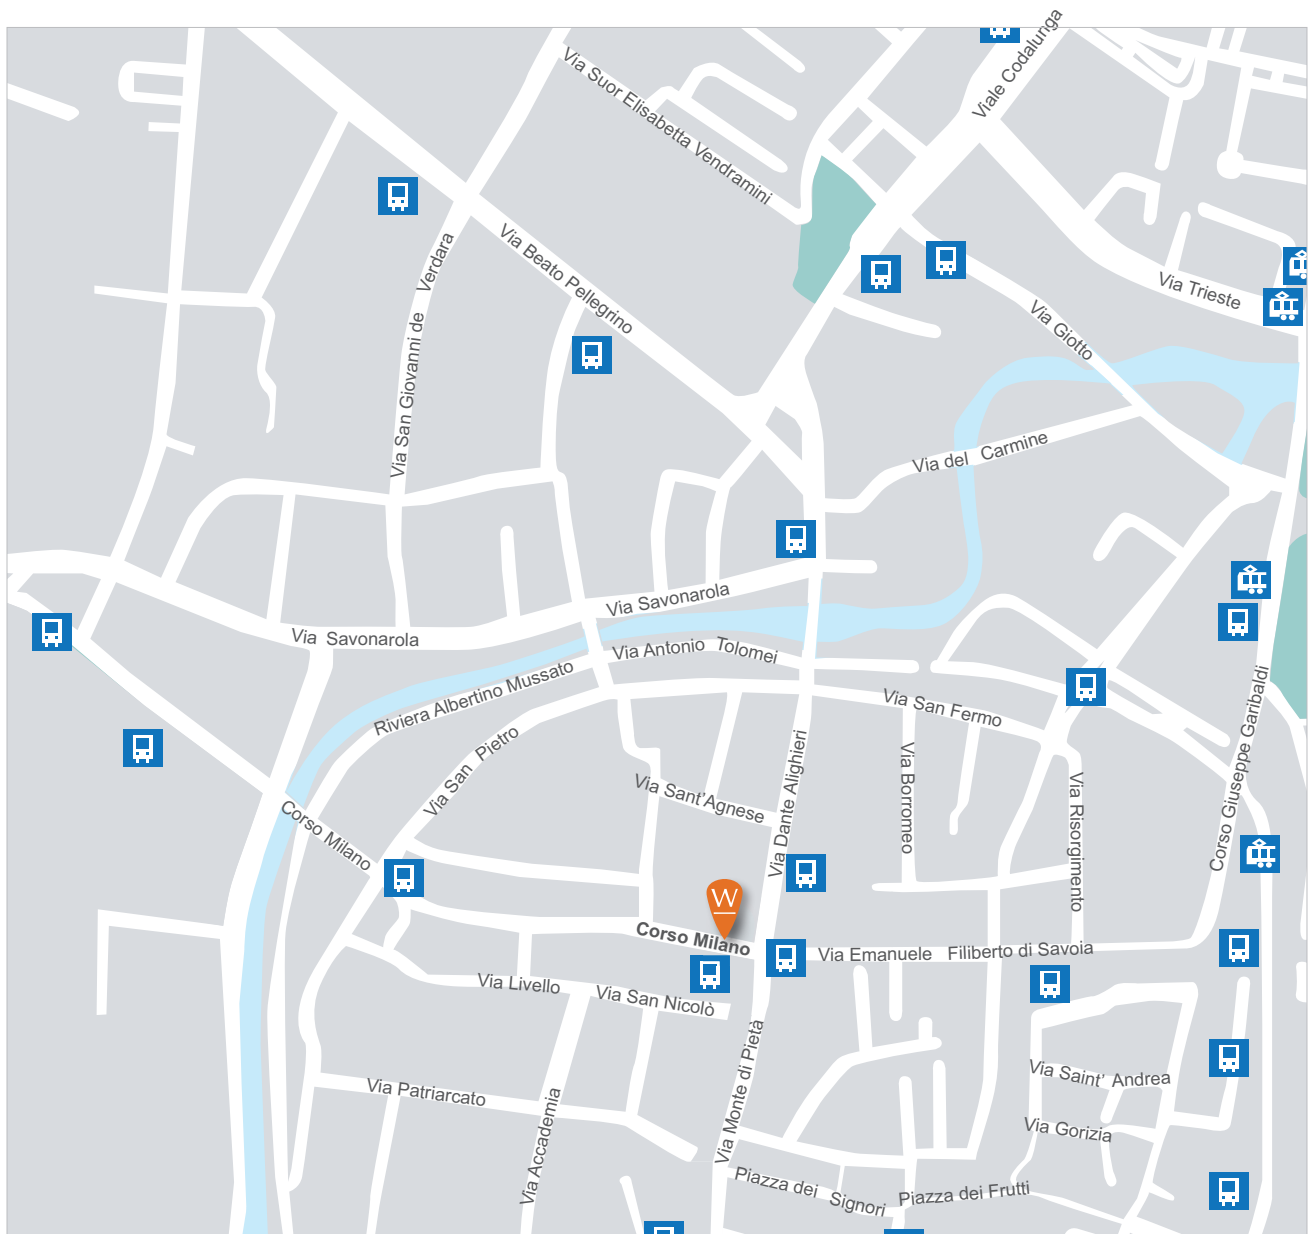 Viale Codalunga
Via Suor Elisabetta Vendramini
Via San Giovanni de Verdara
Via Beato Pellegrino
Via Trieste
Via Giotto
Via del Carmine
Via Savonarola
Via Savonarola
Via Antonio Tolomei
Riviera Albertino Mussato
Via San Fermo
Via San Pietro
Corso Giuseppe Garibaldi
Via Sant'Agnese
Via Dante Alighieri
Via Borromeo
Via Risorgimento
Corso Milano
W
Corso Milano
Via Emanuele Filiberto di Savoia
Via Livello
Via San Nicolò
Via Monte di Pietà
Via Patriarcato
Via Accademia
Via Saint' Andrea
Via Gorizia
Piazza dei Signori
Piazza dei Frutti